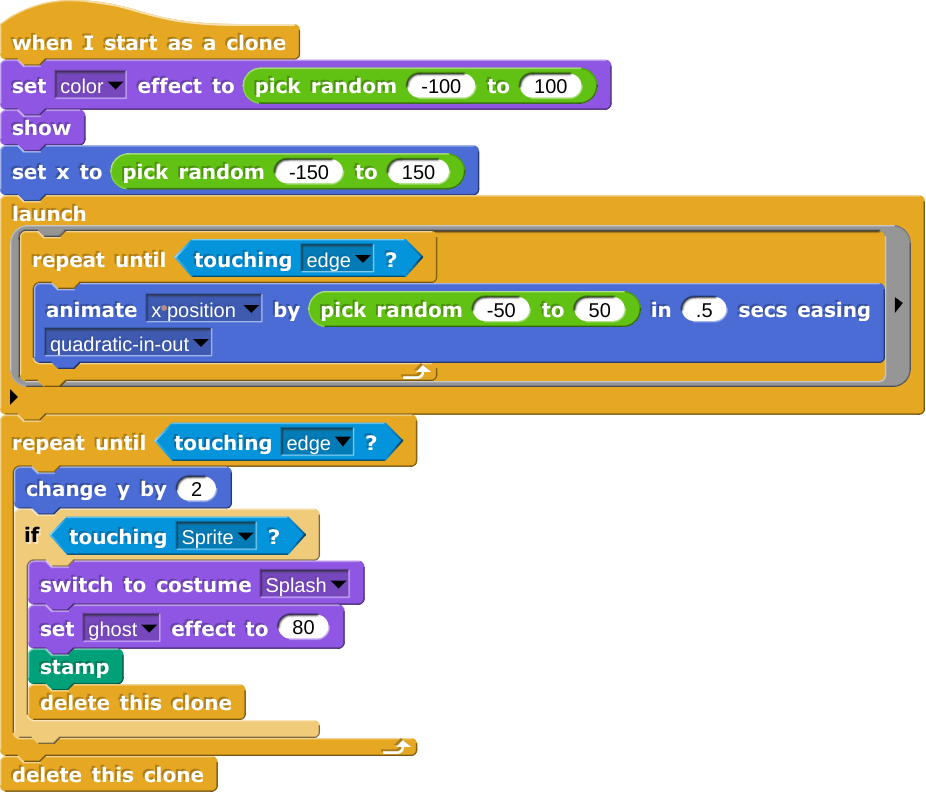 when I start as a clone
set color effect to pick random -100 to 100
show
set x to pick random -150 to 150
launch
repeat until touching edge ?
animate x position by pick random -50 to 50 in .5 secs easing
quadratic-in-out
repeat until touching edge ?
change y by 2
if touching Sprite ?
switch to costume Splash
set ghost effect to 80
stamp
delete this clone
delete this clone